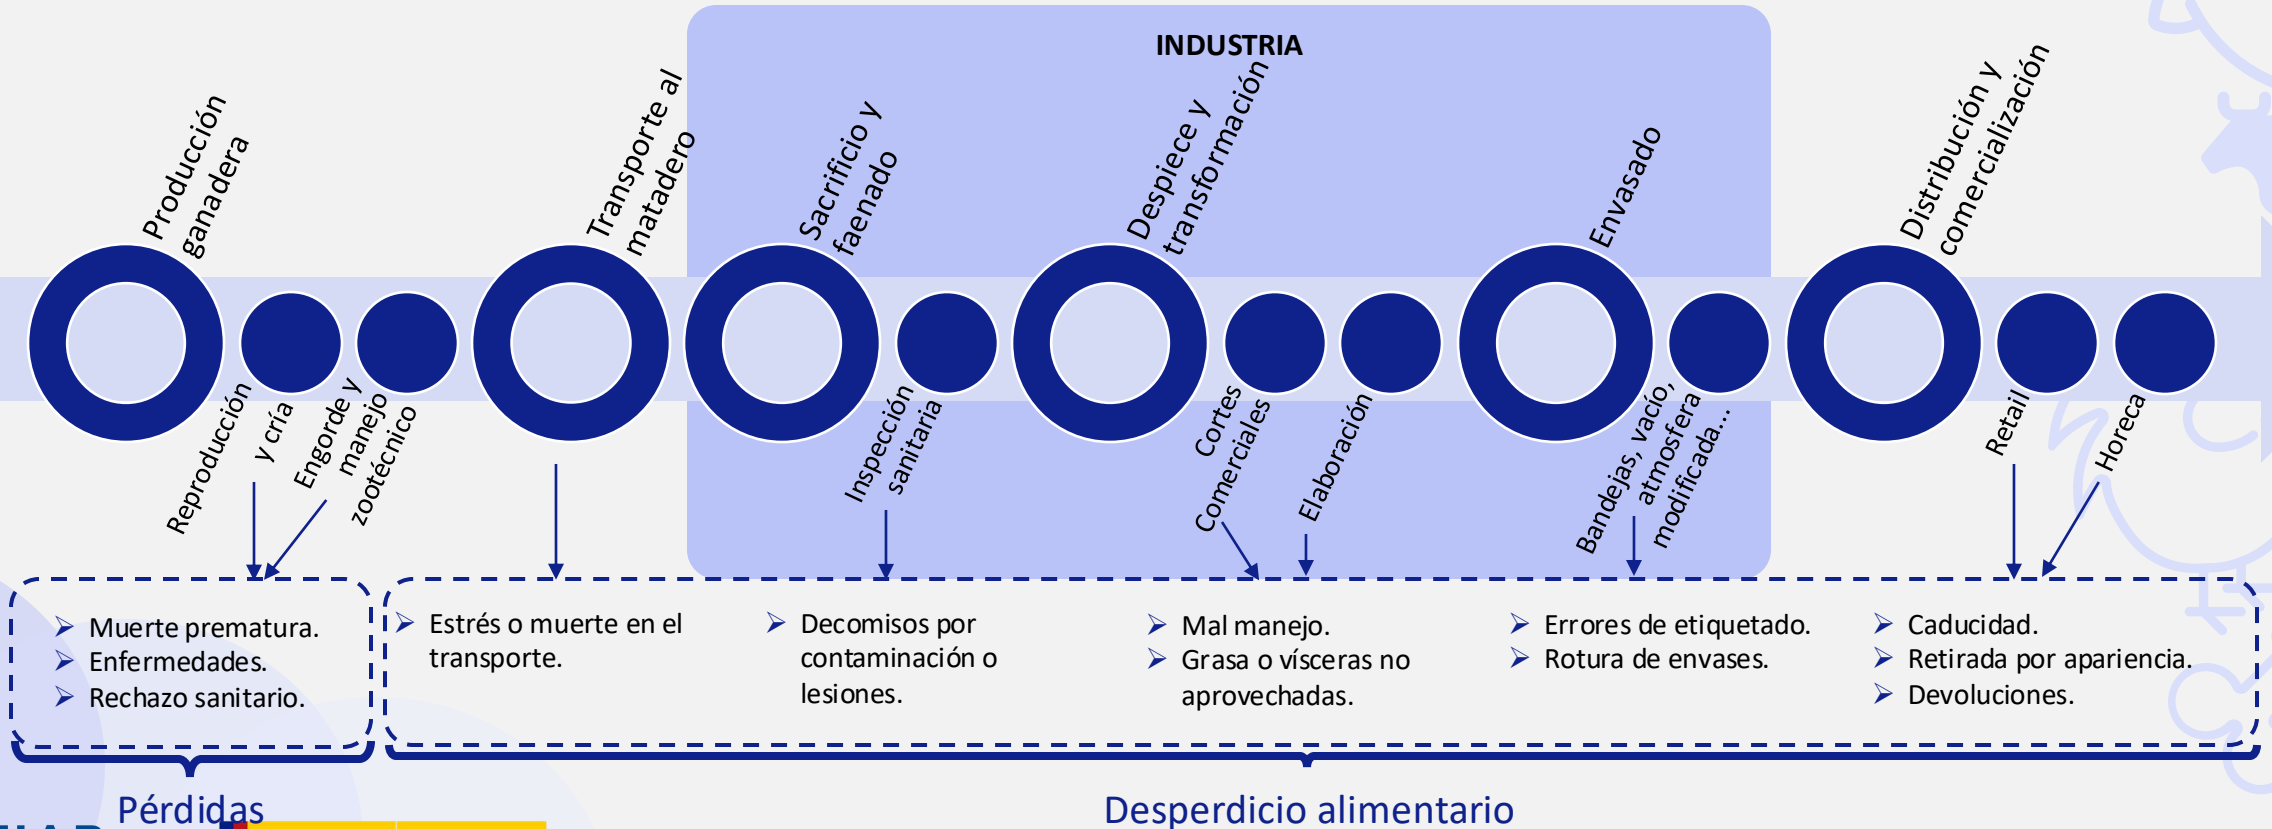 INDUSTRIA
Producción
ganadera
Transporte al
matadero
Sacrificio y
faenado
Despiece y
transformación
Envasado
Distribución y
comercialización
Reproducción
y cría
Engorde y
manejo
zootécnico
Inspección
sanitaria
Cortes
Comerciales
Elaboración
Bandejas, vacío,
atmosfera
modificada...
Retail
Horeca
➢ Muerte prematura.
➢ Enfermedades.
➢ Rechazo sanitario.
➢ Estrés o muerte en el
transporte.
➢ Decomisos por
contaminación o
lesiones.
➢ Mal manejo.
➢ Grasa o vísceras no
aprovechadas.
➢ Errores de etiquetado.
➢ Rotura de envases.
➢ Caducidad.
➢ Retirada por apariencia.
➢ Devoluciones.
Pérdidas
Desperdicio alimentario